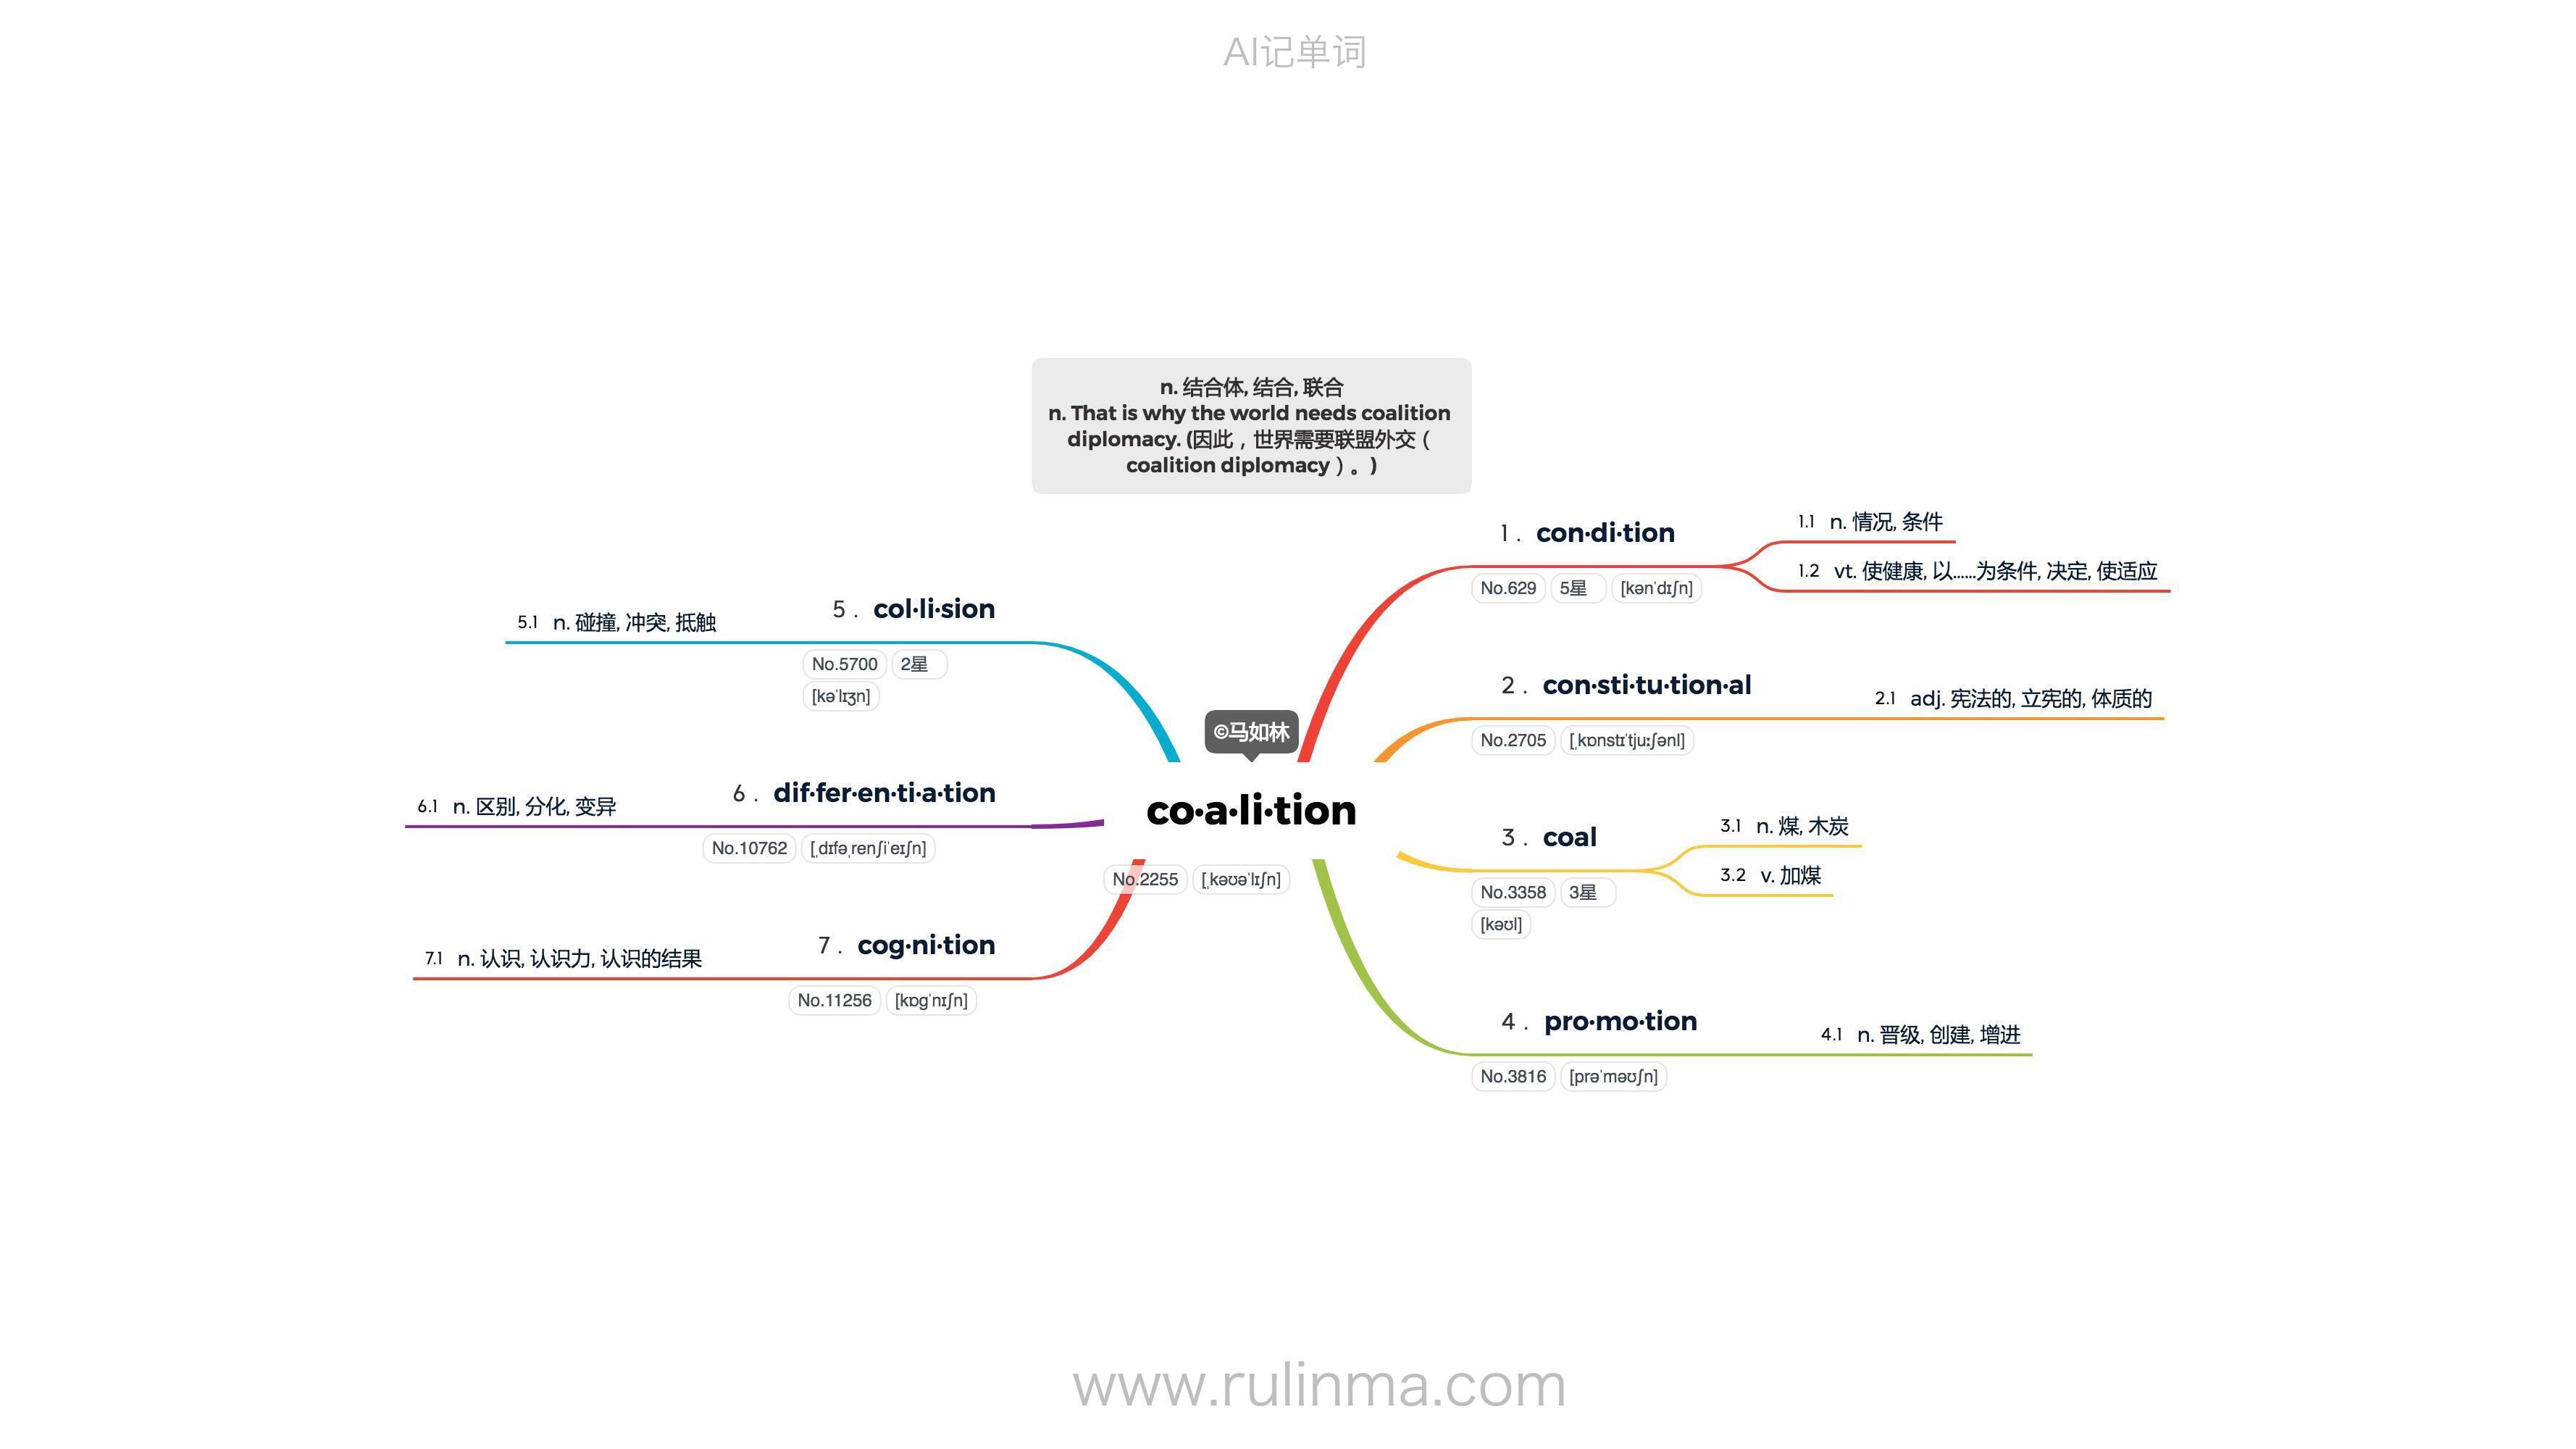 AI记单词
n. 结合体, 结合, 联合
n. That is why the world needs coalition
diplomacy. (因此，世界需要联盟外交（
coalition diplomacy）。)
©马如林
co·a·li·tion
No.2255 [ˌkəʊəˈlɪʃn]
1. con·di·tion
No.629 5星 [kənˈdɪʃn]
1.1 n. 情况, 条件
1.2 vt. 使健康, 以……为条件, 决定, 使适应
2. con·sti·tu·tion·al
No.2705 [ˌkɒnstɪˈtjuːʃənl]
2.1 adj. 宪法的, 立宪的, 体质的
3. coal
No.3358 3星
[kəʊl]
3.1 n. 煤, 木炭
3.2 v. 加煤
4. pro·mo·tion
No.3816 [prəˈməʊʃn]
4.1 n. 晋级, 创建, 增进
5. col·li·sion
No.5700 2星
[kəˈlɪʒn]
5.1 n. 碰撞, 冲突, 抵触
6. dif·fer·en·ti·a·tion
No.10762 [ˌdɪfəˌrenʃiˈeɪʃn]
6.1 n. 区别, 分化, 变异
7. cog·ni·tion
No.11256 [kɒgˈnɪʃn]
7.1 n. 认识, 认识力, 认识的结果
www.rulinma.com